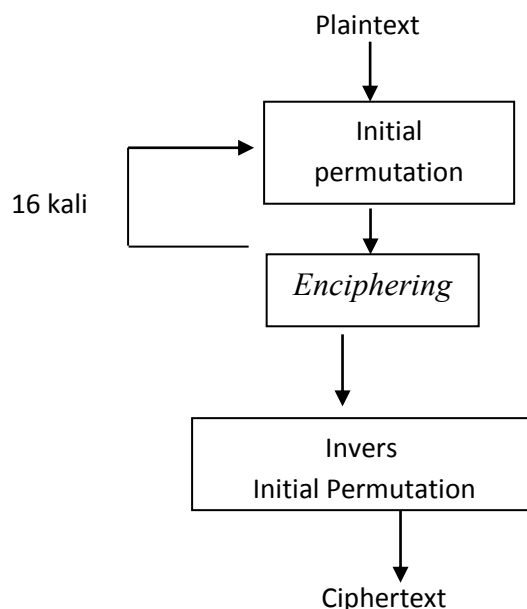 Plaintext
Initial
permutation
16 kali
Enciphering
Invers
Initial Permutation
Ciphertext